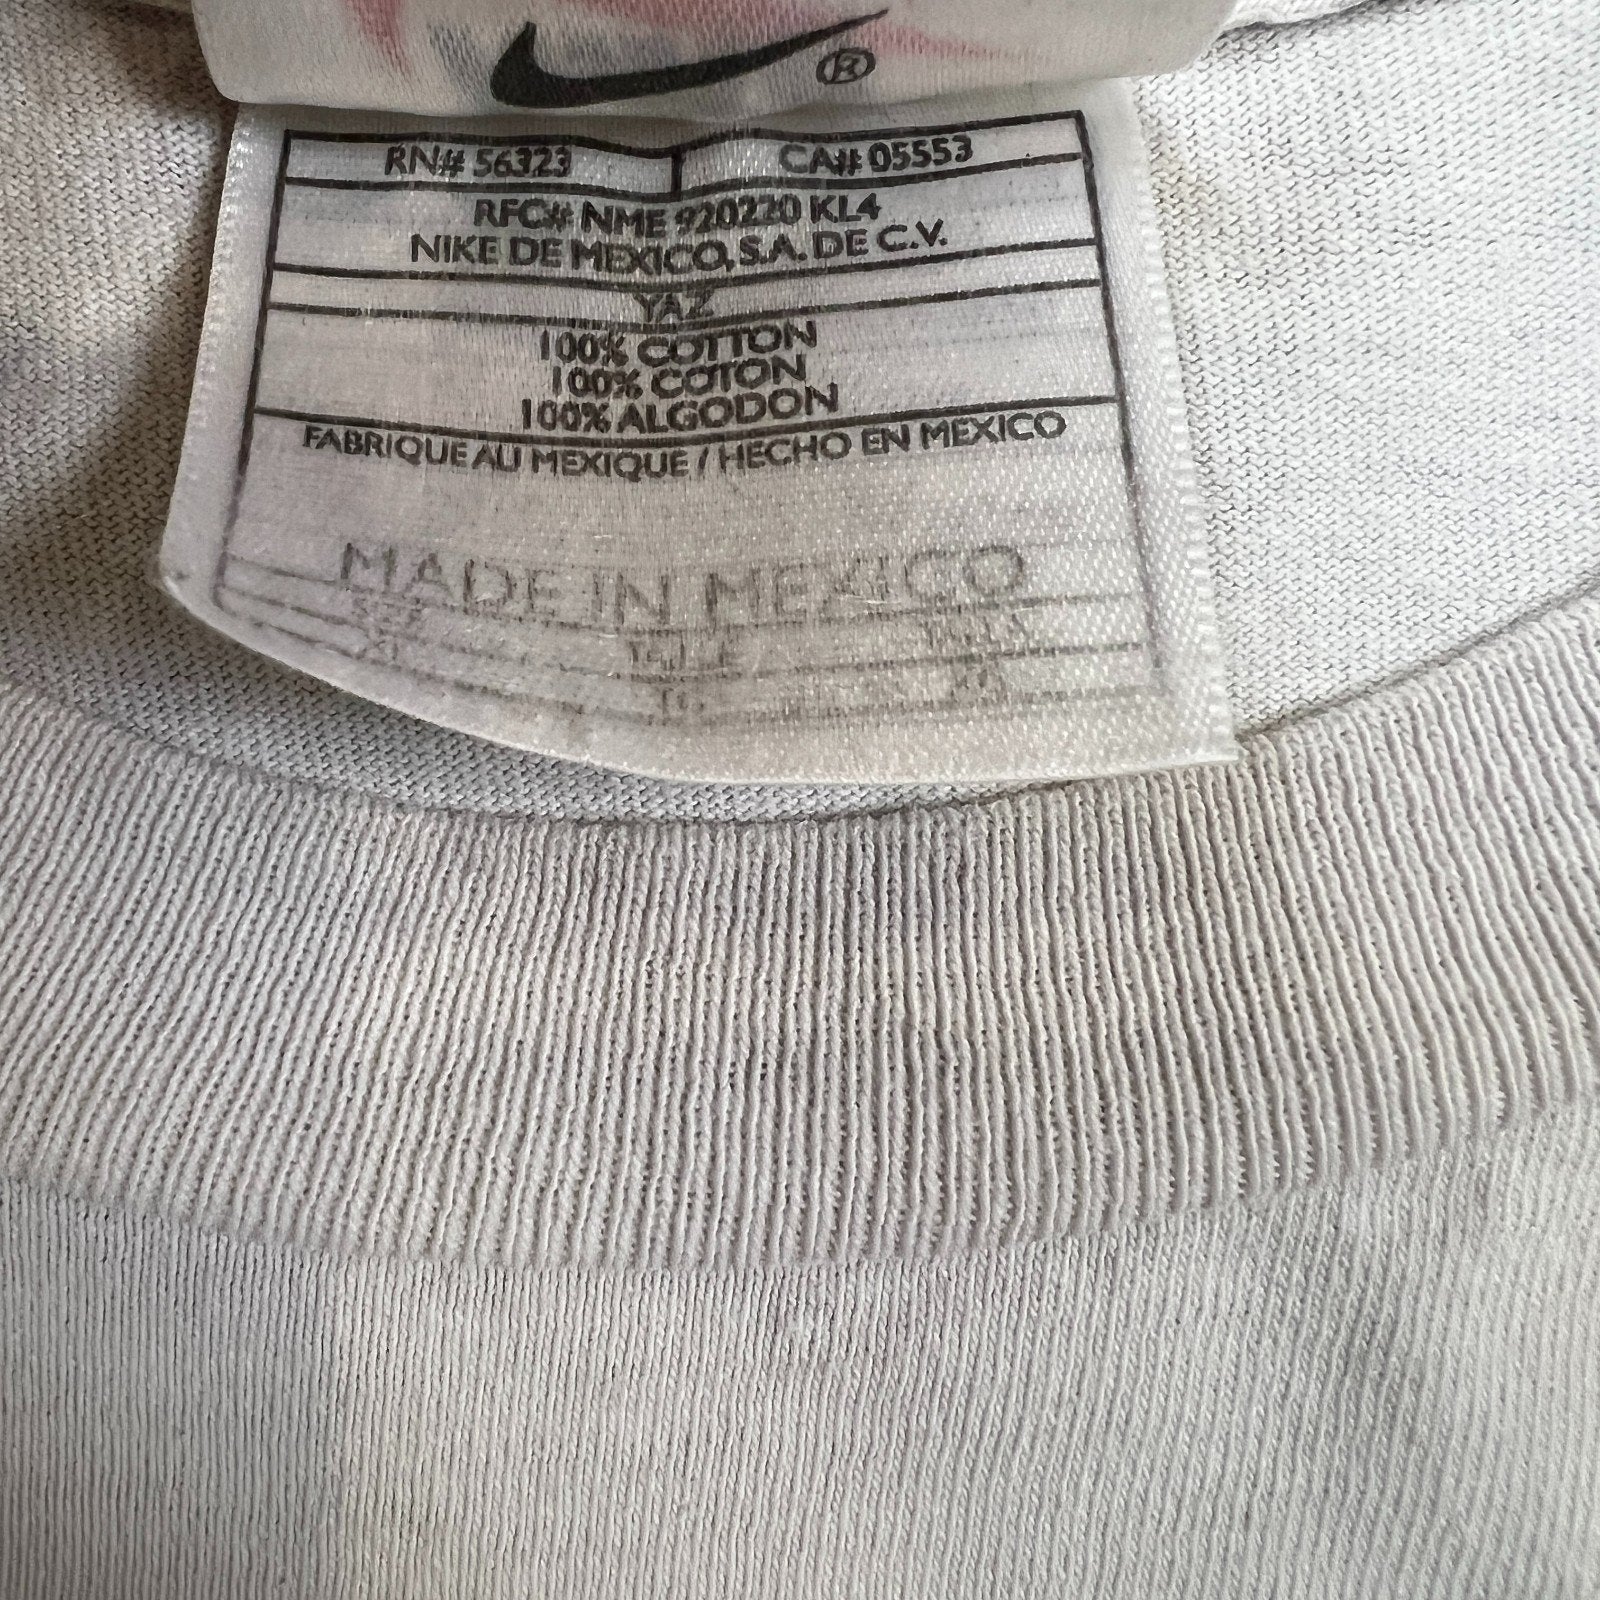 ®
RN# 56323 CA# 05553
RFC# NME 920220 KL4
NIKE DE MEXICO, S.A. DE C.V.
YAZ
100% COTTON
100% COTON
100% ALGODON
FABRIQUE AU MEXIQUE / HECHO EN MEXICO
MADE IN MEXICO